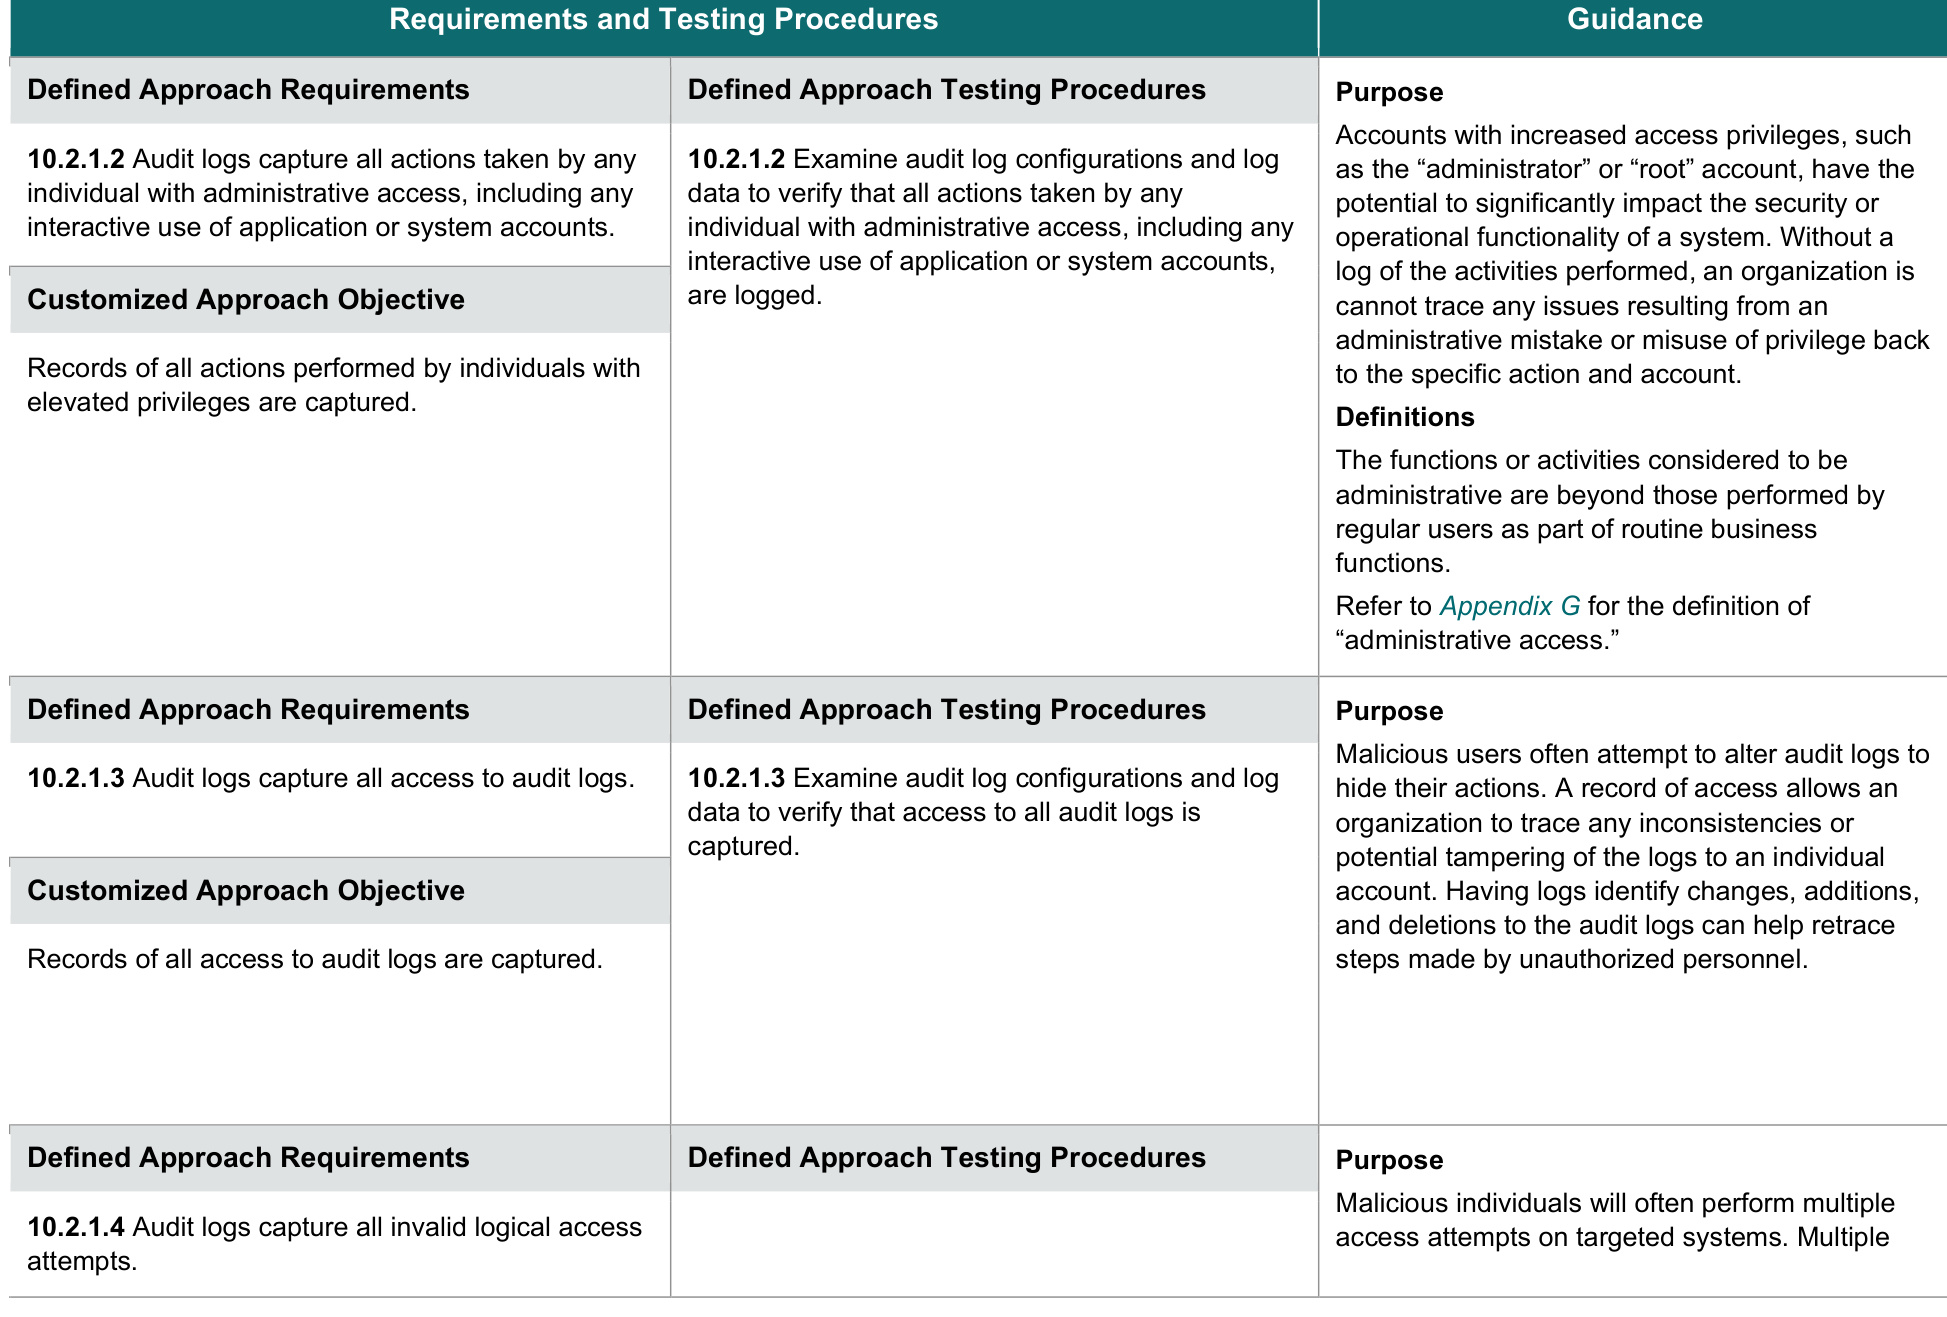 Requirements and Testing Procedures
Guidance
Defined Approach Requirements
10.2.1.2 Audit logs capture all actions taken by any
individual with administrative access, including any
interactive use of application or system accounts.
Customized Approach Objective
Records of all actions performed by individuals with
elevated privileges are captured.
Defined Approach Testing Procedures
10.2.1.2 Examine audit log configurations and log
data to verify that all actions taken by any
individual with administrative access, including any
interactive use of application or system accounts,
are logged.
Purpose
Accounts with increased access privileges, such
as the “administrator” or “root” account, have the
potential to significantly impact the security or
operational functionality of a system. Without a
log of the activities performed, an organization is
cannot trace any issues resulting from an
administrative mistake or misuse of privilege back
to the specific action and account.
Definitions
The functions or activities considered to be
administrative are beyond those performed by
regular users as part of routine business
functions.
Refer to Appendix G for the definition of
“administrative access.”
Defined Approach Requirements
10.2.1.3 Audit logs capture all access to audit logs.
Customized Approach Objective
Records of all access to audit logs are captured.
Defined Approach Testing Procedures
10.2.1.3 Examine audit log configurations and log
data to verify that access to all audit logs is
captured.
Purpose
Malicious users often attempt to alter audit logs to
hide their actions. A record of access allows an
organization to trace any inconsistencies or
potential tampering of the logs to an individual
account. Having logs identify changes, additions,
and deletions to the audit logs can help retrace
steps made by unauthorized personnel.
Defined Approach Requirements
10.2.1.4 Audit logs capture all invalid logical access
attempts.
Defined Approach Testing Procedures
Purpose
Malicious individuals will often perform multiple
access attempts on targeted systems. Multiple